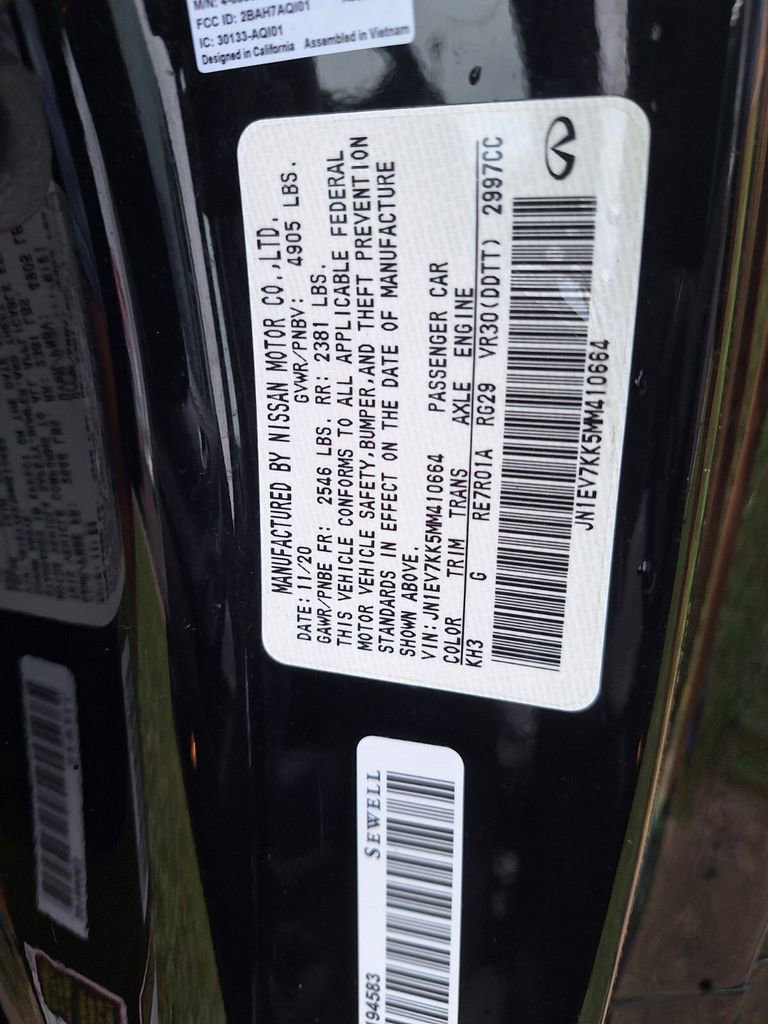 FCC ID: 2BAH7AQI01
IC: 30133-AQI01
Designed in California Assembled in Vietnam
MANUFACTURED BY NISSAN MOTOR CO.,LTD.
DATE: 11/20 GVWR/PNBV: 4905 LBS.
GAWR/PNBE FR: 2546 LBS. RR: 2381 LBS.
THIS VEHICLE CONFORMS TO ALL APPLICABLE FEDERAL
MOTOR VEHICLE SAFETY,BUMPER,AND THEFT PREVENTION
STANDARDS IN EFFECT ON THE DATE OF MANUFACTURE
SHOWN ABOVE.
VIN:JN1EV7KK5MM410664 PASSENGER CAR
COLOR TRIM TRANS AXLE ENGINE
KH3 G RE7R01A RG29 VR30(DDTT) 2997CC
JN1EV7KK5MM410664
SEWELL
194583